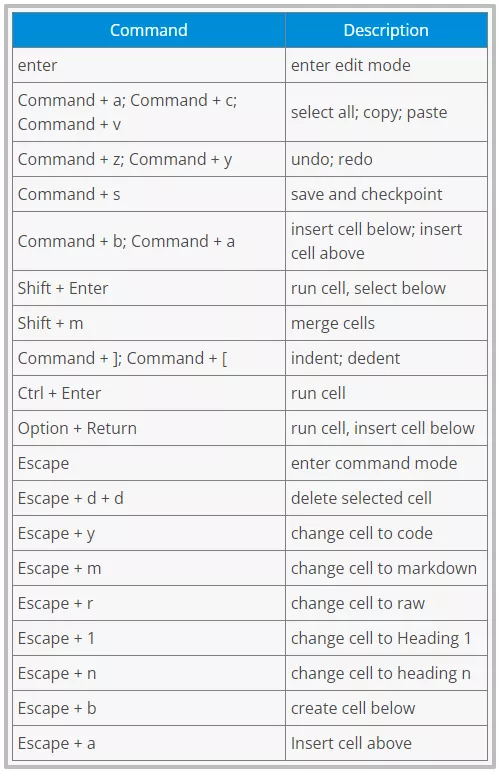 Command Description
enter enter edit mode
Command + a; Command + c;
Command + v
select all; copy; paste
Command + z; Command + y undo; redo
Command + s save and checkpoint
Command + b; Command + a
insert cell below; insert
cell above
Shift + Enter run cell, select below
Shift + m merge cells
Command + ]; Command + [ indent; dedent
Ctrl + Enter run cell
Option + Return run cell, insert cell below
Escape enter command mode
Escape + d + d delete selected cell
Escape + y change cell to code
Escape + m change cell to markdown
Escape + r change cell to raw
Escape + 1 change cell to Heading 1
Escape + n change cell to heading n
Escape + b create cell below
Escape + a Insert cell above